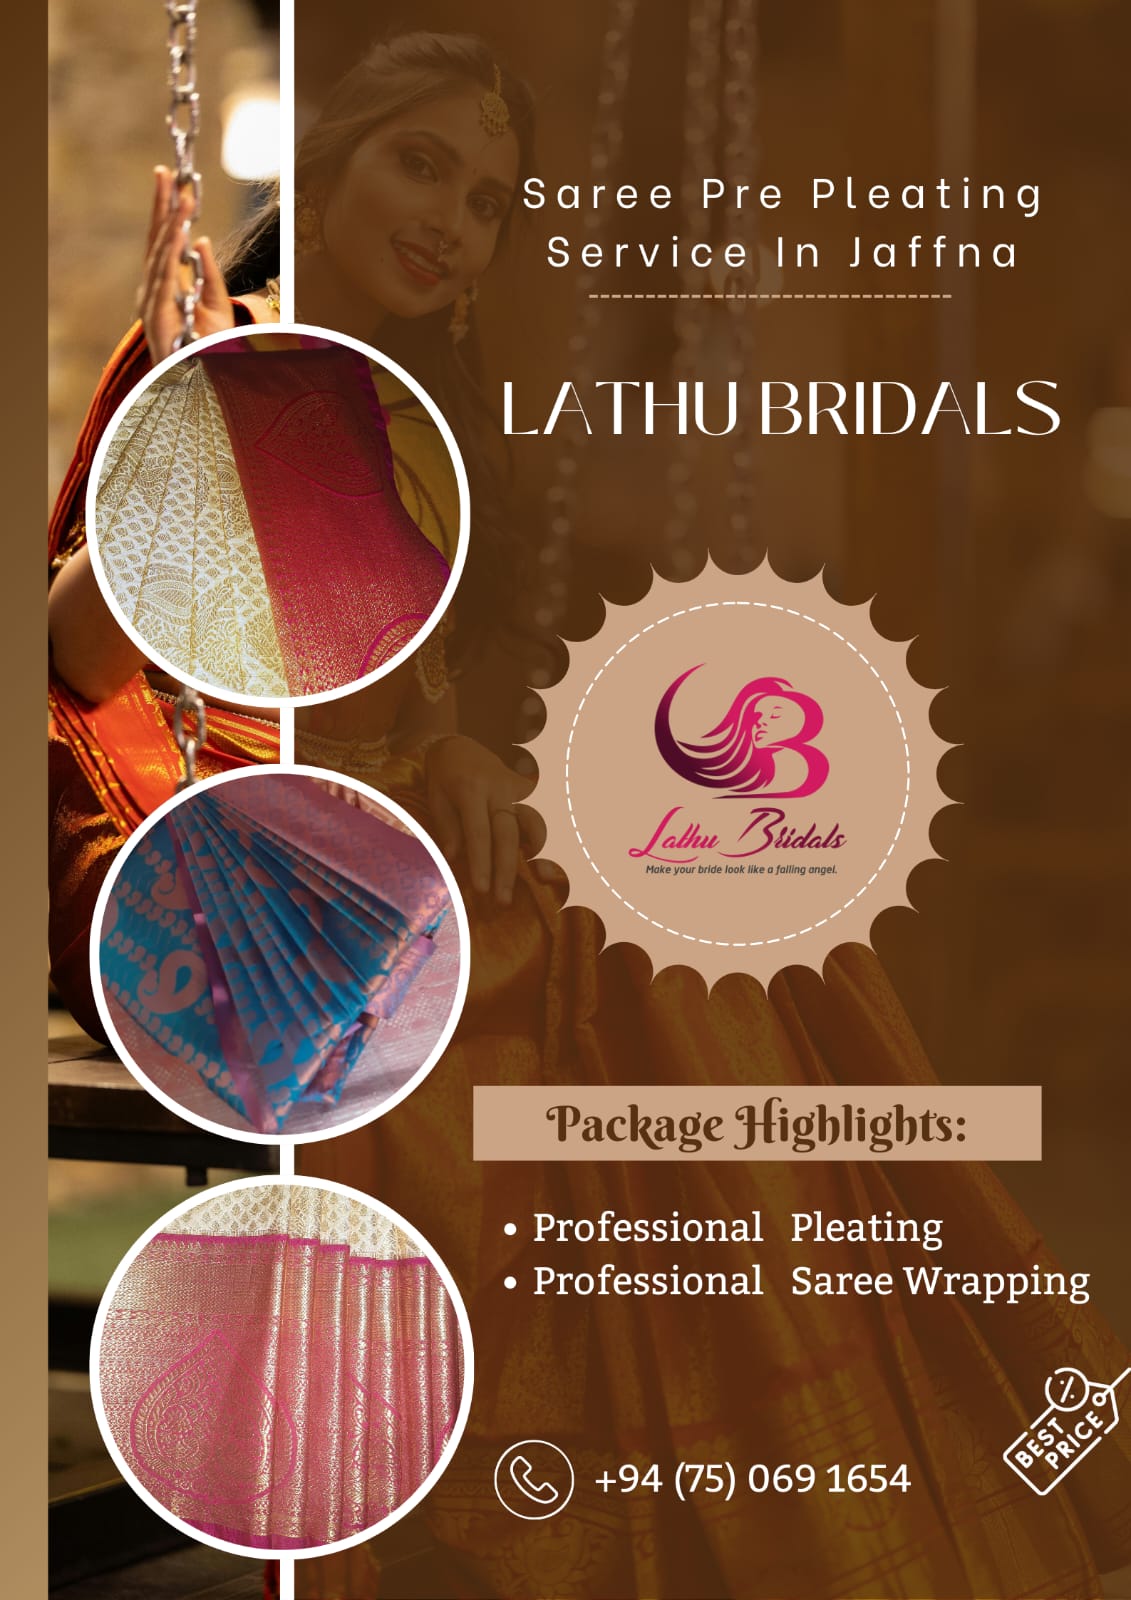 Saree Pre Pleating
Service In Jaffna
LATHU BRIDALS
B
Lathu Bridals
Make your bride look like a falling angel.
Package Highlights:
• Professional Pleating
• Professional Saree Wrapping
BEST
PRICE
+94 (75) 069 1654